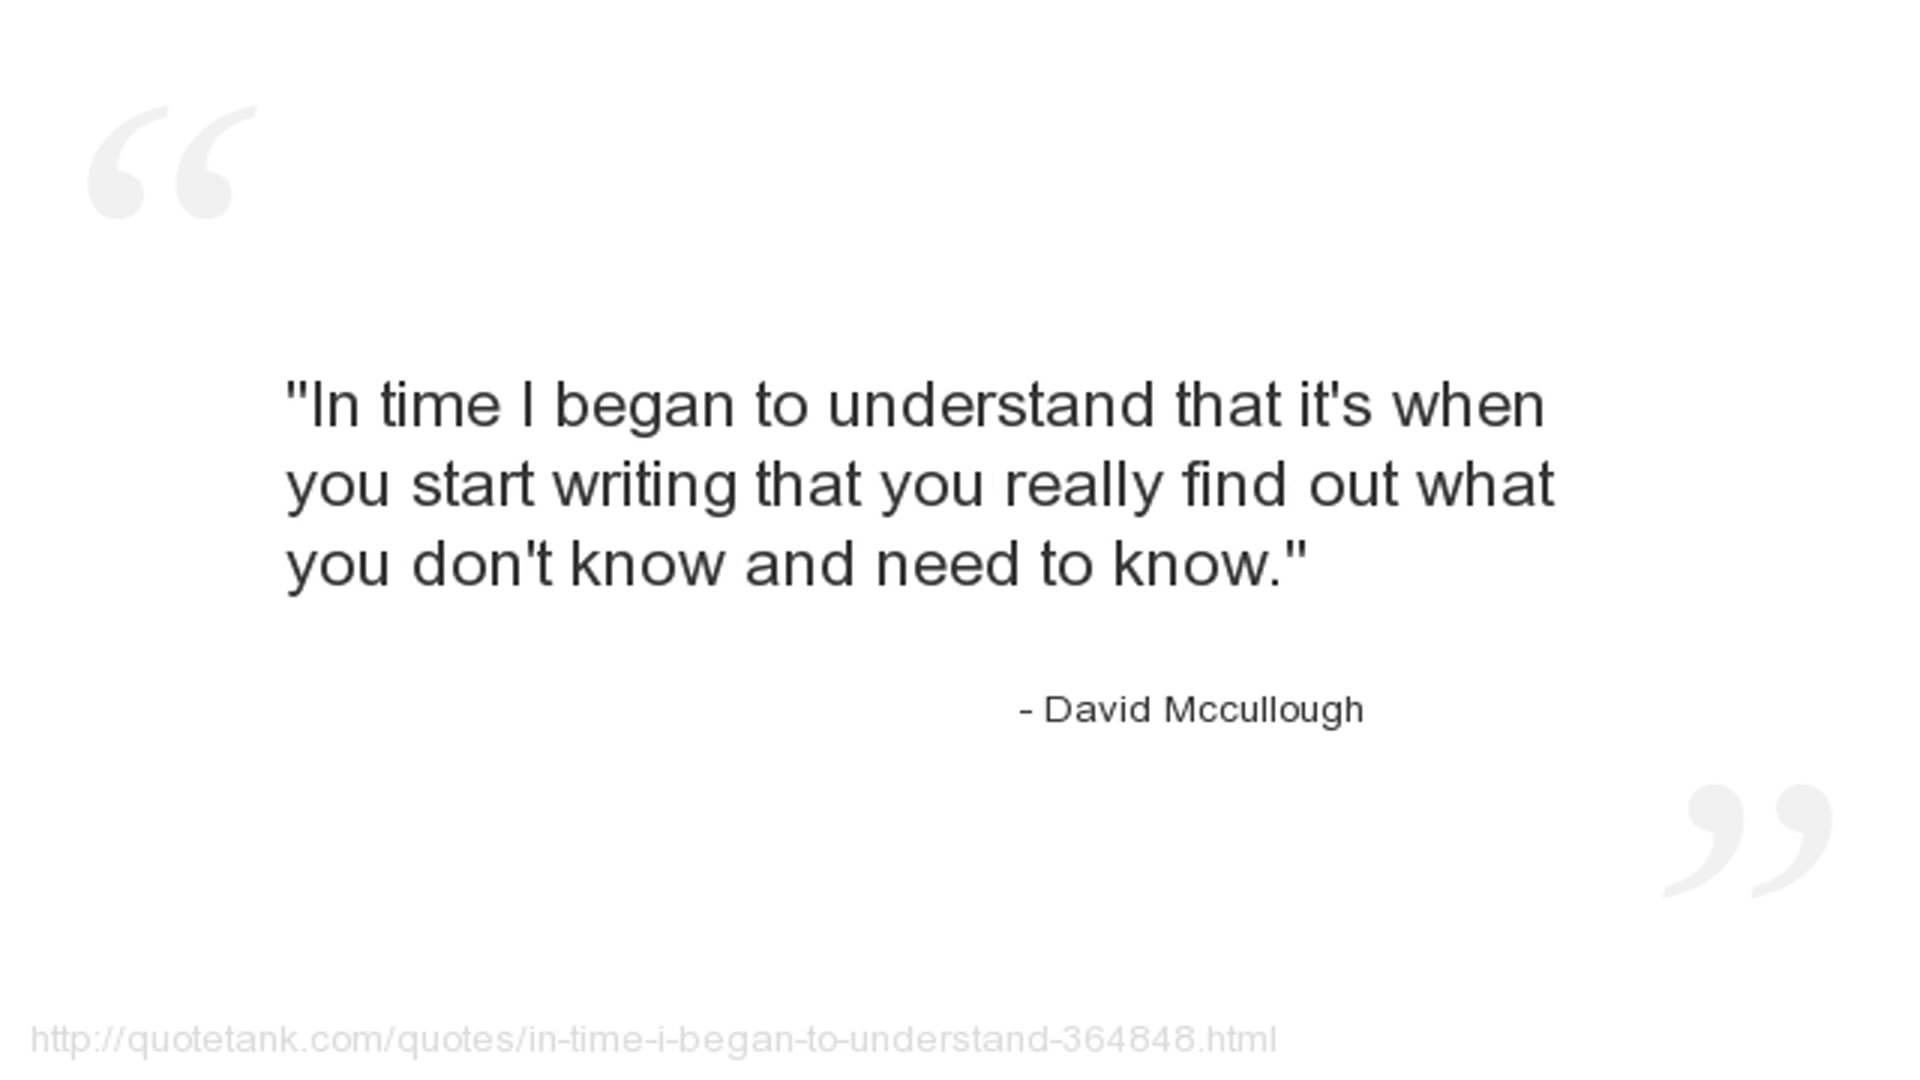 "In time I began to understand that it's when
you start writing that you really find out what
you don't know and need to know."
- David Mccullough
http://quotetank.com/quotes/in-time-i-began-to-understand-364848.html